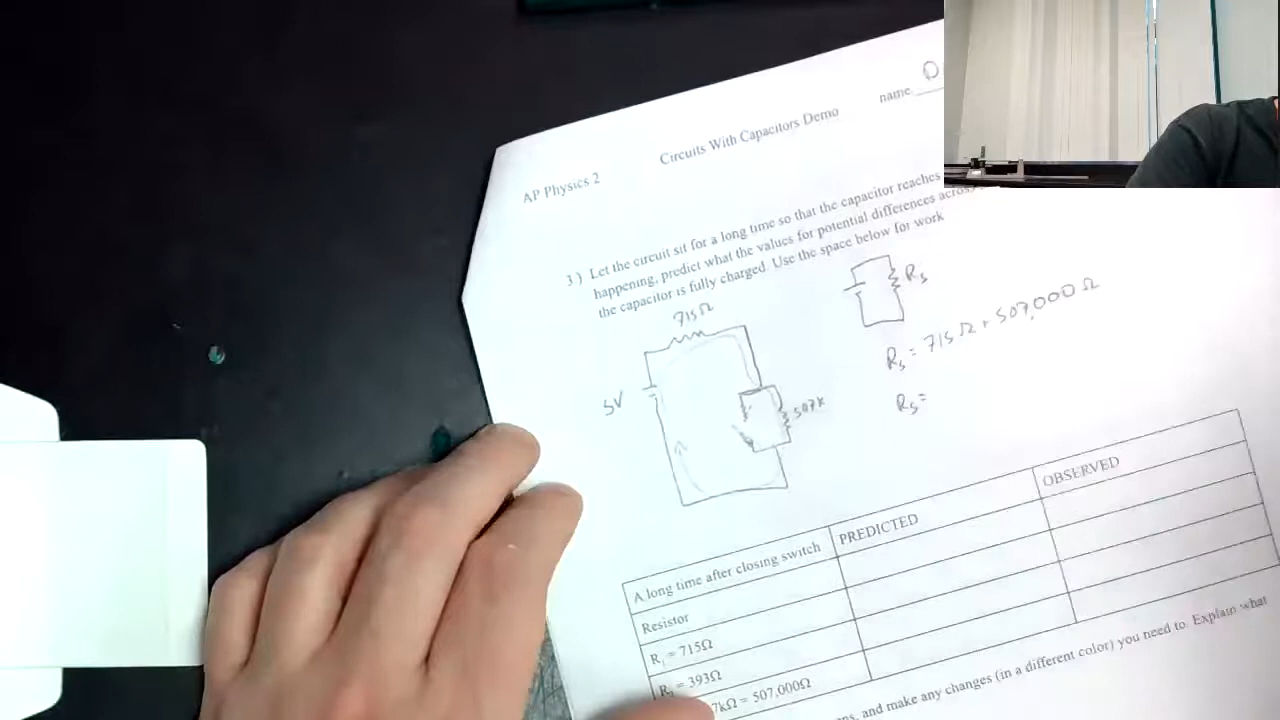 AP Physics 2
Circuits With Capacitors Demo
name
3 ) Let the circuit sit for a long time so that the capacitor reaches
happening, predict what the values for potential differences across
the capacitor is fully charged. Use the space below for work
715Ω
5V
507K
Rs
Rs = 715Ω + 507,000Ω
Rs =
A long time after closing switch PREDICTED OBSERVED
Resistor
R1 = 715Ω
R2 = 393Ω
7kΩ = 507,000Ω
and make any changes (in a different color) you need to. Explain what